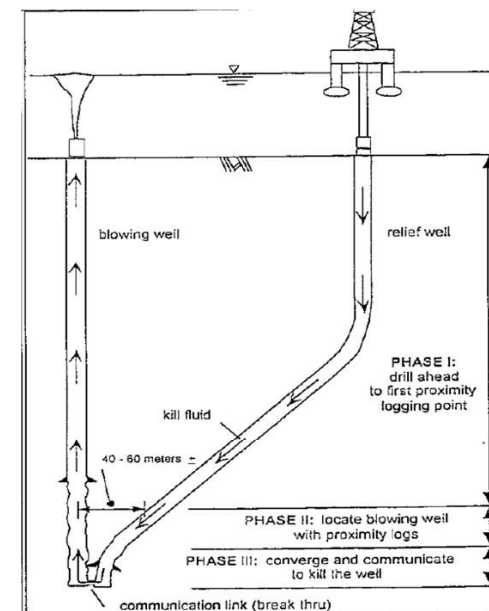 blowing well
relief well
PHASE I:
drill ahead
to first proximity
logging point
kill fluid
40 - 60 meters ±
PHASE II: locate blowing well
with proximity logs
PHASE III: converge and communicate
to kill the well
communication link (break thru)